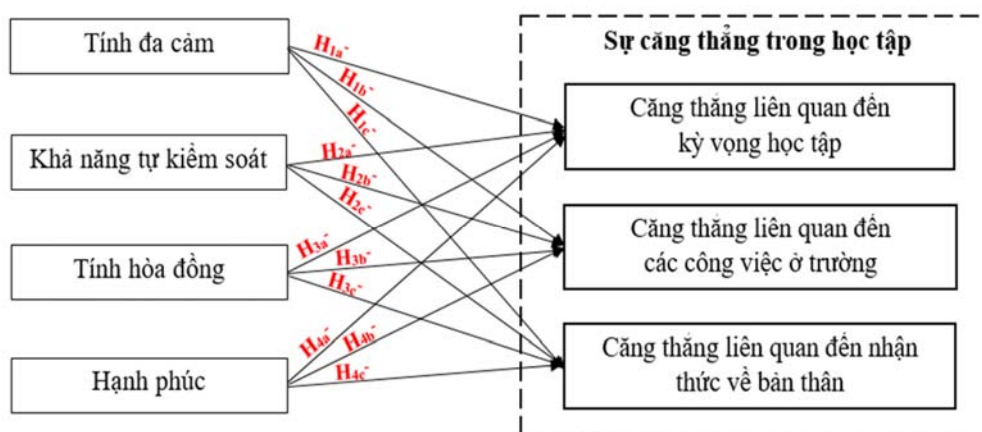 Tính đa cảm
Khả năng tự kiểm soát
Tính hòa đồng
Hạnh phúc
H1a-
H1b-
H1c-
H2a-
H2b-
H2c-
H3a-
H3b-
H3c-
H4a-
H4b-
H4c-
Sự căng thẳng trong học tập
Căng thẳng liên quan đến
kỳ vọng học tập
Căng thẳng liên quan đến
các công việc ở trường
Căng thẳng liên quan đến nhận
thức về bản thân